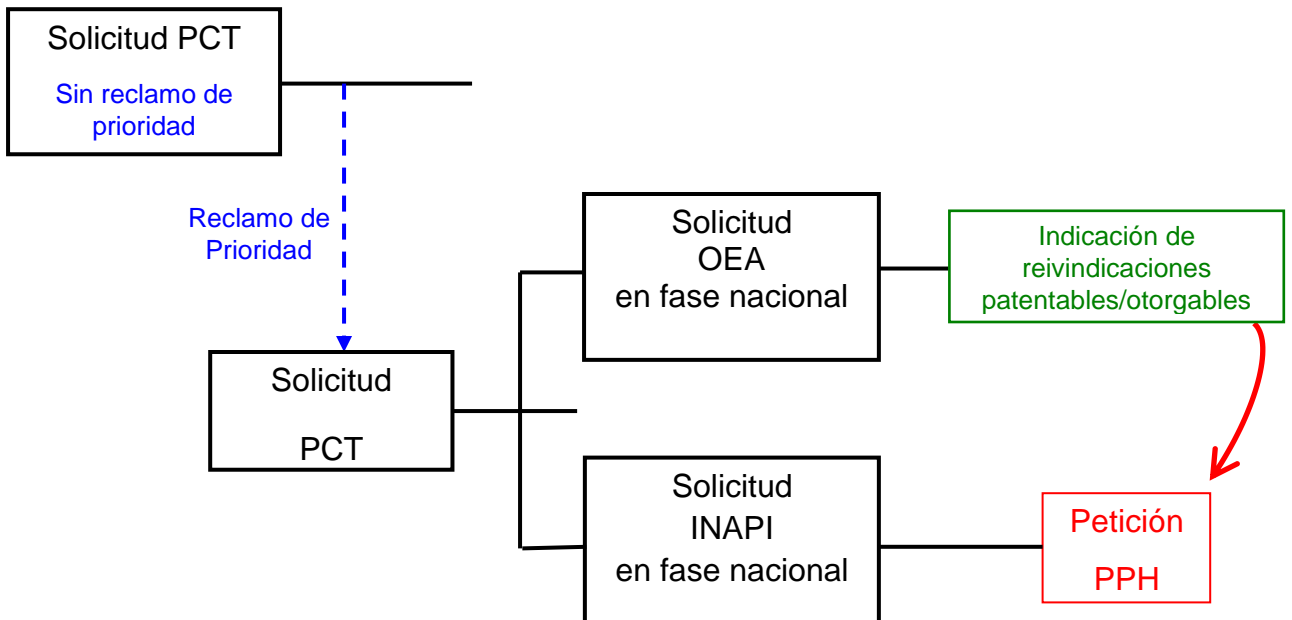 Solicitud PCT
Sin reclamo de
prioridad
Reclamo de
Prioridad
Solicitud
PCT
Solicitud
OEA
en fase nacional
Indicación de
reivindicaciones
patentables/otorgables
Solicitud
INAPI
en fase nacional
Petición
PPH